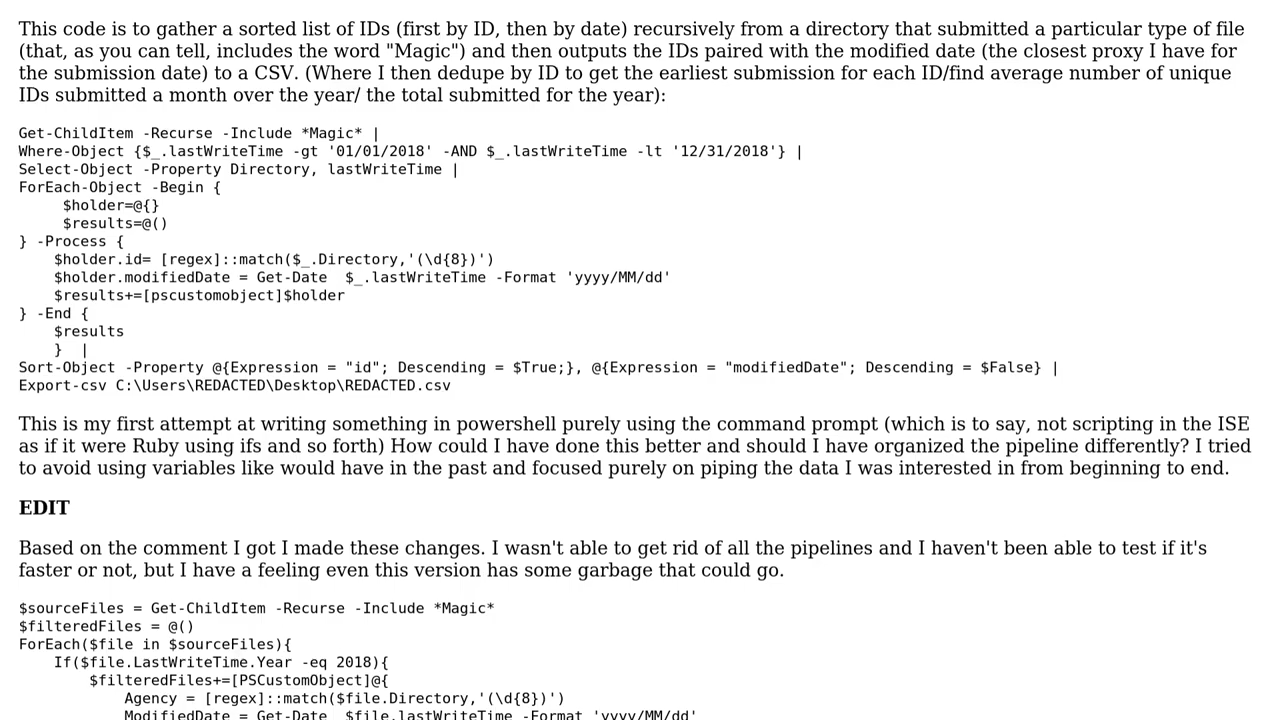 This code is to gather a sorted list of IDs (first by ID, then by date) recursively from a directory that submitted a particular type of file
(that, as you can tell, includes the word "Magic") and then outputs the IDs paired with the modified date (the closest proxy I have for
the submission date) to a CSV. (Where I then dedupe by ID to get the earliest submission for each ID/find average number of unique
IDs submitted a month over the year/ the total submitted for the year):
Get-ChildItem -Recurse -Include *Magic* |
Where-Object {$_.lastWriteTime -gt '01/01/2018' -AND $_.lastWriteTime -lt '12/31/2018'} |
Select-Object -Property Directory, lastWriteTime |
ForEach-Object -Begin {
     $holder=@{}
     $results=@()
} -Process {
    $holder.id= [regex]::match($_.Directory,'(\d{8})')
    $holder.modifiedDate = Get-Date  $_.lastWriteTime -Format 'yyyy/MM/dd'
    $results+=[pscustomobject]$holder
} -End {
    $results
    }  |
Sort-Object -Property @{Expression = "id"; Descending = $True;}, @{Expression = "modifiedDate"; Descending = $False} |
Export-csv C:\Users\REDACTED\Desktop\REDACTED.csv
This is my first attempt at writing something in powershell purely using the command prompt (which is to say, not scripting in the ISE
as if it were Ruby using ifs and so forth) How could I have done this better and should I have organized the pipeline differently? I tried
to avoid using variables like would have in the past and focused purely on piping the data I was interested in from beginning to end.
EDIT
Based on the comment I got I made these changes. I wasn't able to get rid of all the pipelines and I haven't been able to test if it's
faster or not, but I have a feeling even this version has some garbage that could go.
$sourceFiles = Get-ChildItem -Recurse -Include *Magic*
$filteredFiles = @()
ForEach($file in $sourceFiles){
    If($file.LastWriteTime.Year -eq 2018){
        $filteredFiles+=[PSCustomObject]@{
            Agency = [regex]::match($file.Directory,'(\d{8})')
            ModifiedDate = Get-Date  $file.lastWriteTime -Format 'yyyy/MM/dd'